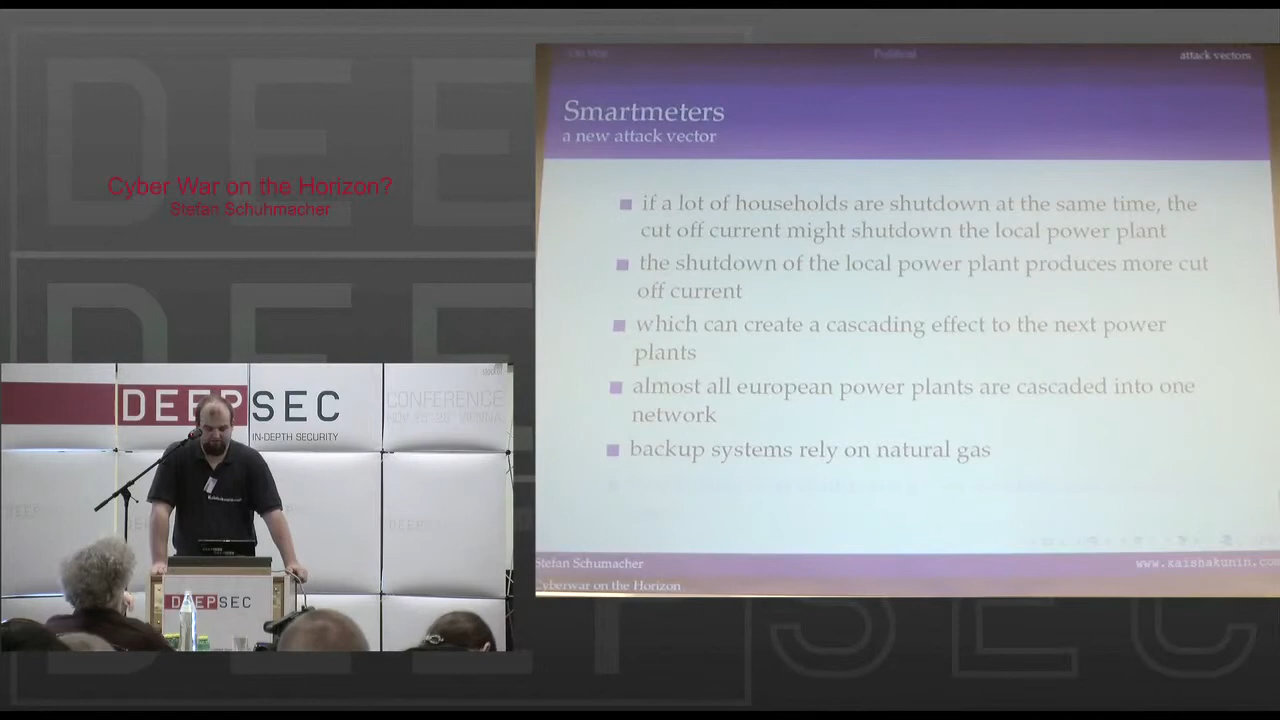 Cyber War on the Horizon?
Stefan Schuhmacher
On War
Political
attack vectors
Smartmeters
a new attack vector
if a lot of households are shutdown at the same time, the
cut off current might shutdown the local power plant
the shutdown of the local power plant produces more cut
off current
which can create a cascading effect to the next power
plants
almost all european power plants are cascaded into one
network
backup systems rely on natural gas
Stefan Schumacher
www.kaishakunin.com
Cyberwar on the Horizon
DEEPSEC
IN-DEPTH SECURITY
CONFERENCE
DEEPSEC
DEEPSEC